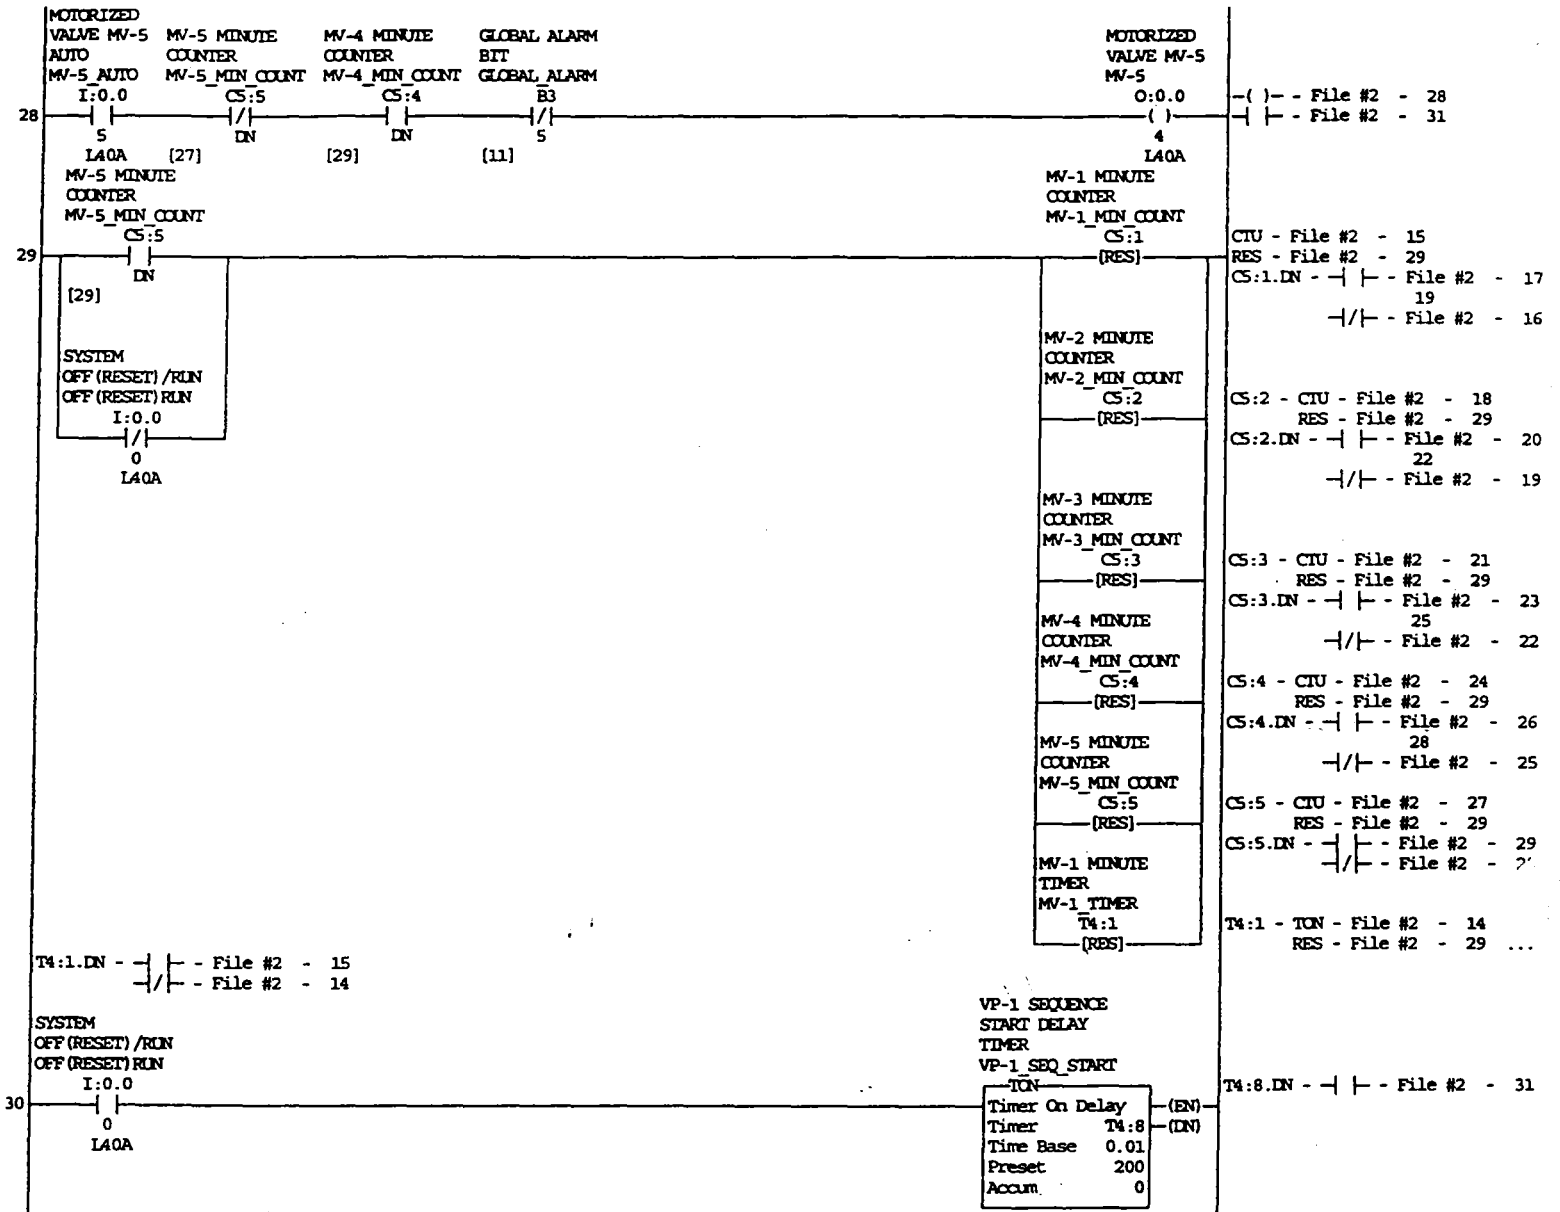 MOTORIZED
VALVE MV-5 MV-5 MINUTE MV-4 MINUTE GLOBAL ALARM
AUTO COUNTER COUNTER BIT
MV-5_AUTO MV-5_MIN_COUNT MV-4_MIN_COUNT GLOBAL_ALARM
I:0.0 C5:5 C5:4 B3
MOTORIZED
VALVE MV-5
MV-5
O:0.0
28
5 DN DN 5
L40A [27] [29] [11]
4
L40A
-( )- - File #2 - 28
-| |- - File #2 - 31
MV-5 MINUTE
COUNTER
MV-5_MIN_COUNT
C5:5
29
DN
[29]
SYSTEM
OFF(RESET)/RUN
OFF(RESET)RUN
I:0.0
0
L40A
MV-1 MINUTE
COUNTER
MV-1_MIN_COUNT
C5:1
[RES]
CTU - File #2 - 15
RES - File #2 - 29
C5:1.DN - -| |- - File #2 - 17
19
-|/|- - File #2 - 16
MV-2 MINUTE
COUNTER
MV-2_MIN_COUNT
C5:2
[RES]
C5:2 - CTU - File #2 - 18
RES - File #2 - 29
C5:2.DN - -| |- - File #2 - 20
22
-|/|- - File #2 - 19
MV-3 MINUTE
COUNTER
MV-3_MIN_COUNT
C5:3
[RES]
C5:3 - CTU - File #2 - 21
RES - File #2 - 29
C5:3.DN - -| |- - File #2 - 23
25
-|/|- - File #2 - 22
MV-4 MINUTE
COUNTER
MV-4_MIN_COUNT
C5:4
[RES]
C5:4 - CTU - File #2 - 24
RES - File #2 - 29
C5:4.DN - -| |- - File #2 - 26
28
-|/|- - File #2 - 25
MV-5 MINUTE
COUNTER
MV-5_MIN_COUNT
C5:5
[RES]
C5:5 - CTU - File #2 - 27
RES - File #2 - 29
C5:5.DN - -| |- - File #2 - 29
-|/|- - File #2 -
MV-1 MINUTE
TIMER
MV-1_TIMER
T4:1
[RES]
T4:1 - TON - File #2 - 14
RES - File #2 - 29 ...
T4:1.DN - -| |- - File #2 - 15
-|/|- - File #2 - 14
SYSTEM
OFF(RESET)/RUN
OFF(RESET)RUN
I:0.0
30
0
L40A
VP-1 SEQUENCE
START DELAY
TIMER
VP-1_SEQ_START
TON
Timer On Delay (EN)
Timer T4:8 (DN)
Time Base 0.01
Preset 200
Accum 0
T4:8.DN - -| |- - File #2 - 31